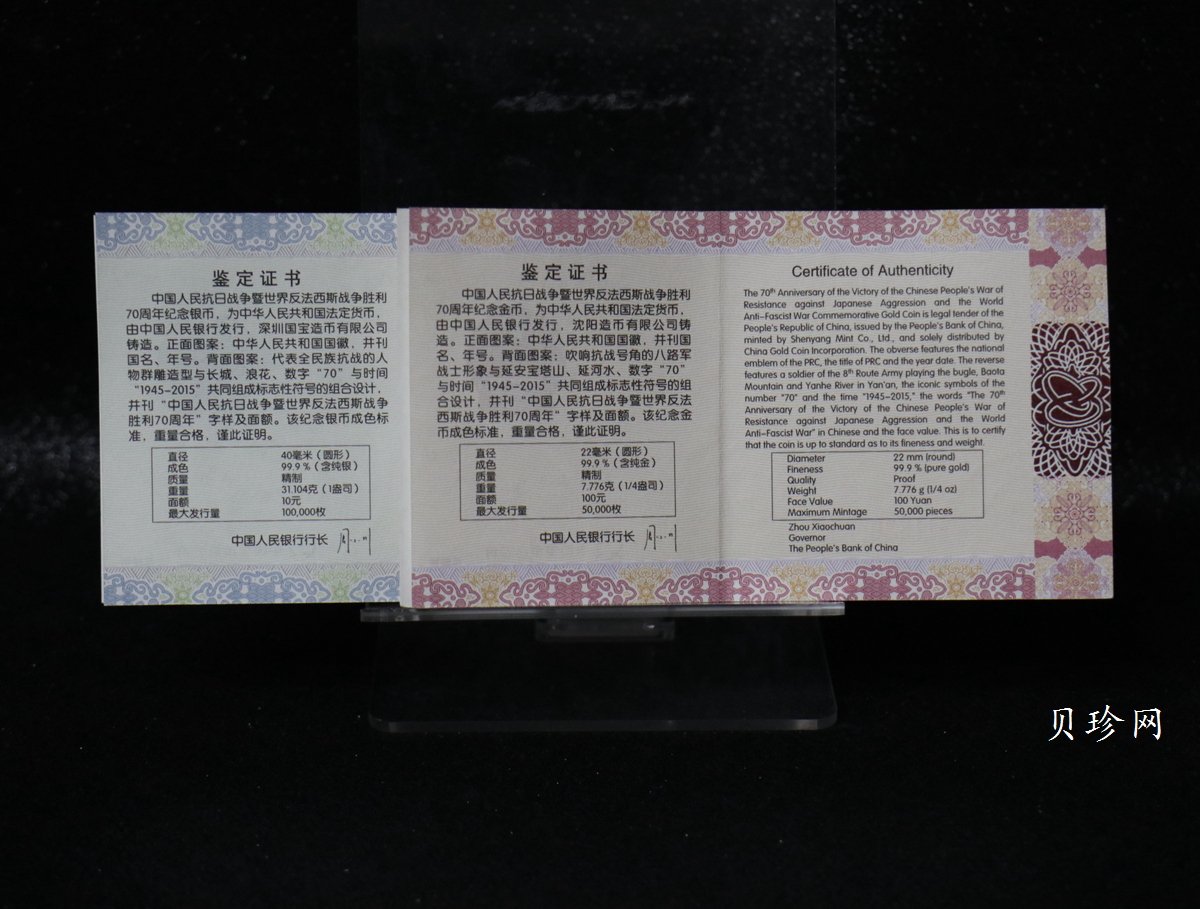 鉴定证书
中国人民抗日战争暨世界反法西斯战争胜利
70周年纪念银币，为中华人民共和国法定货币，
由中国人民银行发行，深圳国宝造币有限公司
铸造。正面图案：中华人民共和国国徽，并刊
国名、年号。背面图案：代表全民族抗战的人
物群雕造型与长城、浪花、数字“70”与时间
“1945-2015”共同组成标志性符号的组合设计，
并刊“中国人民抗日战争暨世界反法西斯战争
胜利70周年”字样及面额。该纪念银币成色标
准，重量合格，谨此证明。
直径 40毫米（圆形）
成色 99.9％（含纯银）
质量 精制
重量 31.104克（1盎司）
面额 10元
最大发行量 100,000枚
中国人民银行行长
鉴定证书
中国人民抗日战争暨世界反法西斯战争胜利
70周年纪念金币，为中华人民共和国法定货币，
由中国人民银行发行，沈阳造币有限公司铸
造。正面图案：中华人民共和国国徽，并刊国
名、年号。背面图案：吹响抗战号角的八路军
战士形象与延安宝塔山、延河水、数字“70”
与时间“1945-2015”共同组成标志性符号的组
合设计，并刊“中国人民抗日战争暨世界反法
西斯战争胜利70周年”字样及面额。该纪念金
币成色标准，重量合格，谨此证明。
直径 22毫米（圆形）
成色 99.9％（含纯金）
质量 精制
重量 7.776克（1/4盎司）
面额 100元
最大发行量 50,000枚
中国人民银行行长
Certificate of Authenticity
The 70th Anniversary of the Victory of the Chinese People's War of
Resistance against Japanese Aggression and the World
Anti-Fascist War Commemorative Gold Coin is legal tender of the
People's Republic of China, issued by the People's Bank of China,
minted by Shenyang Mint Co., Ltd., and solely distributed by
China Gold Coin Incorporation. The obverse features the national
emblem of the PRC, the title of PRC and the year date. The reverse
features a soldier of the 8th Route Army playing the bugle, Baota
Mountain and Yanhe River in Yan'an, the iconic symbols of the
number "70" and the time "1945-2015," the words "The 70th
Anniversary of the Victory of the Chinese People's War of
Resistance against Japanese Aggression and the World
Anti-Fascist War" in Chinese and the face value. This is to certify
that the coin is up to standard as to its fineness and weight.
Diameter 22 mm (round)
Fineness 99.9 % (pure gold)
Quality Proof
Weight 7.776 g (1/4 oz)
Face Value 100 Yuan
Maximum Mintage 50,000 pieces
Zhou Xiaochuan
Governor
The People's Bank of China
贝珍网